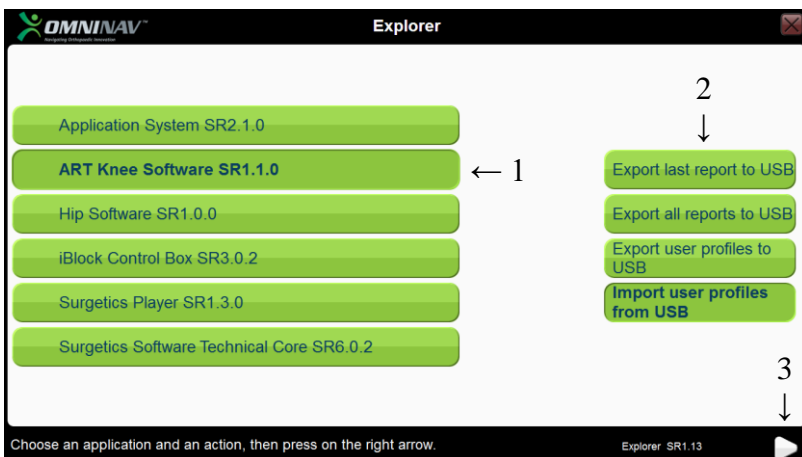 OMNINAV™
Navigating Orthopaedic Innovation
Explorer
2
↓
Application System SR2.1.0
ART Knee Software SR1.1.0
← 1
Export last report to USB
Hip Software SR1.0.0
Export all reports to USB
iBlock Control Box SR3.0.2
Export user profiles to
USB
Surgetics Player SR1.3.0
Import user profiles
from USB
Surgetics Software Technical Core SR6.0.2
3
↓
Choose an application and an action, then press on the right arrow.
Explorer SR1.13